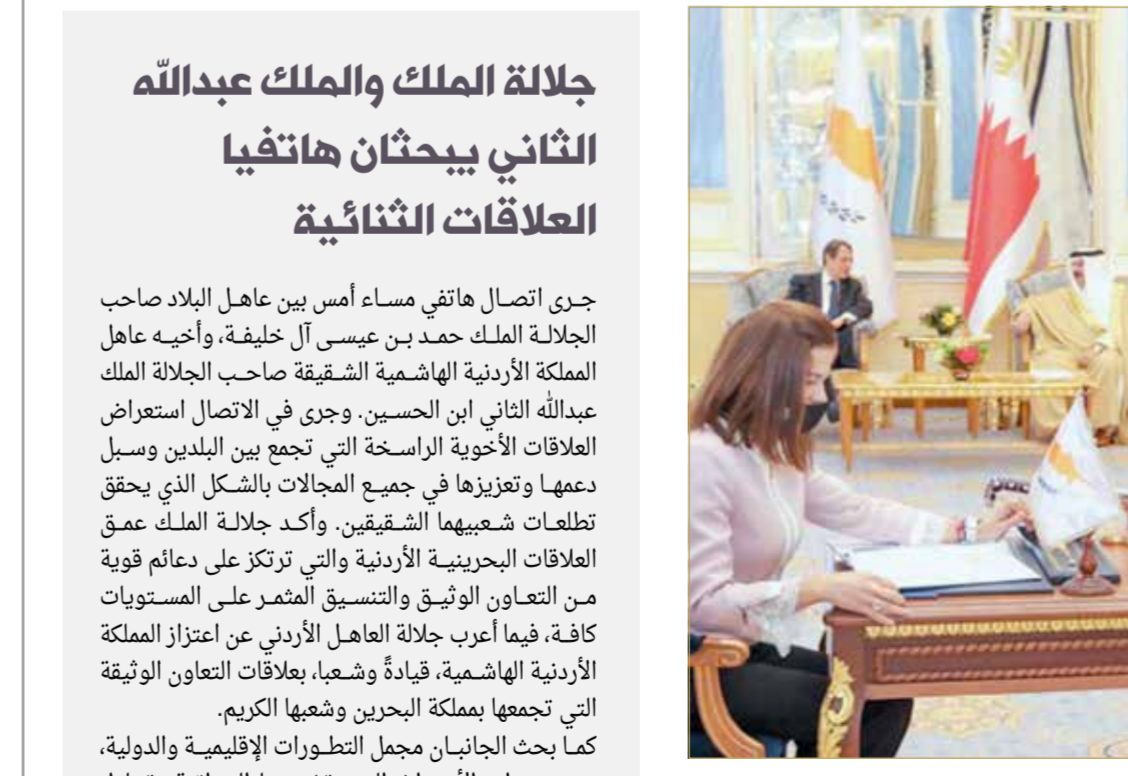 جلالة الملك والملك عبدالله
الثاني يبحثان هاتفيا
العلاقات الثنائية
جرى اتصال هاتفي مساء أمس بين عاهل البلاد صاحب
الجلالة الملك حمد بن عيسى آل خليفة، وأخيه عاهل
المملكة الأردنية الهاشمية الشقيقة صاحب الجلالة الملك
عبدالله الثاني ابن الحسين. وجرى في الاتصال استعراض
العلاقات الأخوية الراسخة التي تجمع بين البلدين وسبل
دعمها وتعزيزها في جميع المجالات بالشكل الذي يحقق
تطلعات شعبيهما الشقيقين. وأكد جلالة الملك عمق
العلاقات البحرينية الأردنية والتي ترتكز على دعائم قوية
من التعاون الوثيق والتنسيق المثمر على المستويات
كافة، فيما أعرب جلالة العاهل الأردني عن اعتزاز المملكة
الأردنية الهاشمية، قيادةً وشعبا، بعلاقات التعاون الوثيقة
التي تجمعها بمملكة البحرين وشعبها الكريم.
كما بحث الجانبان مجمل التطورات الإقليمية والدولية،